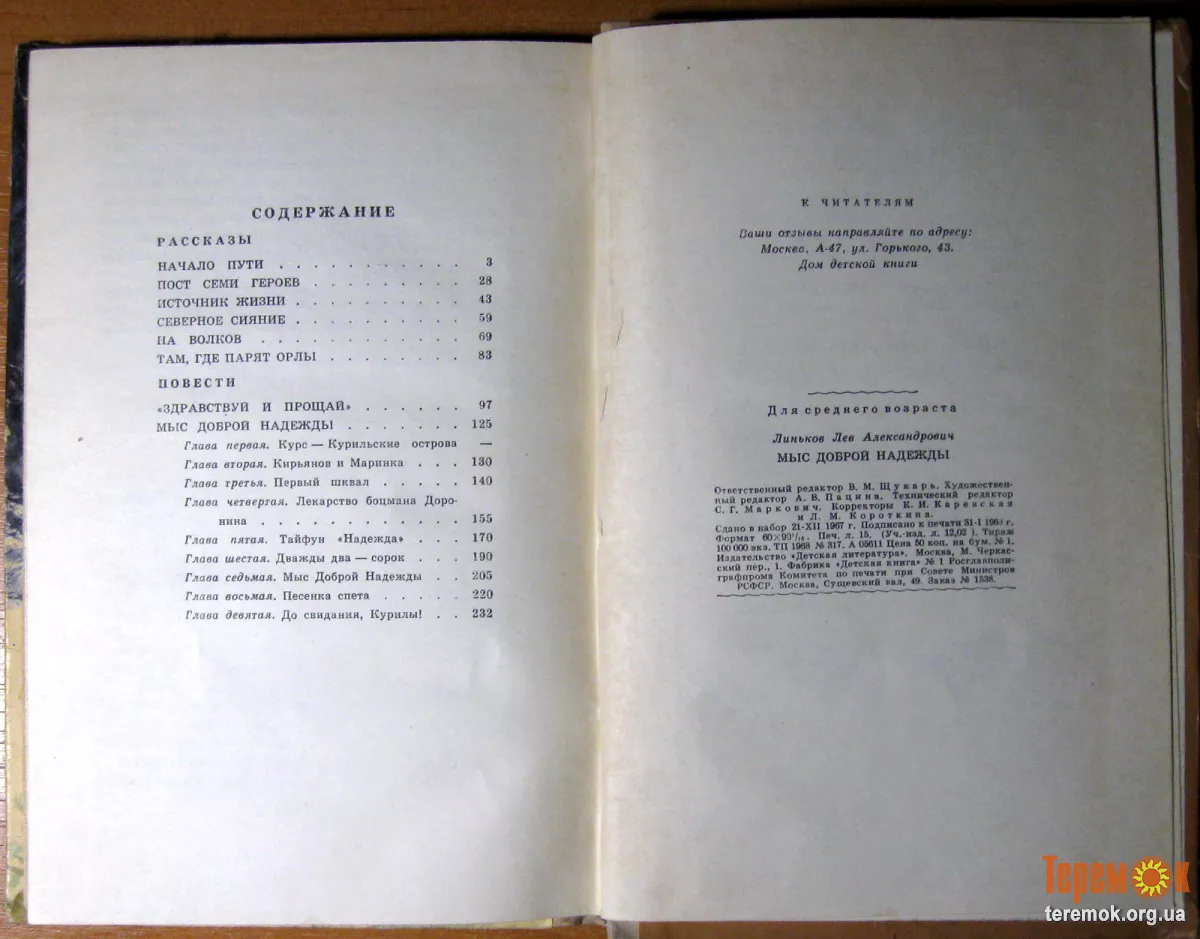 СОДЕРЖАНИЕ
РАССКАЗЫ
НАЧАЛО ПУТИ . . . . . . . . . . . 3
ПОСТ СЕМИ ГЕРОЕВ . . . . . . . . . 28
ИСТОЧНИК ЖИЗНИ . . . . . . . . . . 43
СЕВЕРНОЕ СИЯНИЕ . . . . . . . . . . 59
НА ВОЛКОВ . . . . . . . . . . . . 69
ТАМ, ГДЕ ПАРЯТ ОРЛЫ . . . . . . . . 83
ПОВЕСТИ
«ЗДРАВСТВУЙ И ПРОЩАЙ» . . . . . . 97
МЫС ДОБРОЙ НАДЕЖДЫ . . . . . . . 125
Глава первая. Курс — Курильские острова —
Глава вторая. Кирьянов и Маринка . . . 130
Глава третья. Первый шквал . . . . . 140
Глава четвертая. Лекарство боцмана Доро-
нина . . . . . . . . . . . . 155
Глава пятая. Тайфун «Надежда» . . . 170
Глава шестая. Дважды два — сорок . . . 190
Глава седьмая. Мыс Доброй Надежды . . 205
Глава восьмая. Песенка спета . . . . . 220
Глава девятая. До свидания, Курилы! . . 232
К ЧИТАТЕЛЯМ
Ваши отзывы направляйте по адресу:
Москва, А-47, ул. Горького, 43.
Дом детской книги
Для среднего возраста
Линьков Лев Александрович
МЫС ДОБРОЙ НАДЕЖДЫ
Ответственный редактор В. М. Щукарь. Художествен-
ный редактор А. В. Пацина. Технический редактор
С. Г. Маркович. Корректоры К. И. Каревская
и Л. М. Короткина.
Сдано в набор 21-XII 1967 г. Подписано к печати 31-I 1968 г.
Формат 60×90¹/₁₆. Печ. л. 15. (Уч.-изд. л. 12,02). Тираж
100 000 экз. ТП 1968 № 317. А 05611 Цена 50 коп. на бум. № 1.
Издательство «Детская литература». Москва, М. Черкас-
ский пер., 1. Фабрика «Детская книга» № 1 Росглавполи-
графпрома Комитета по печати при Совете Министров
РСФСР. Москва, Сущевский вал, 49. Заказ № 1538.
Теремок
teremok.org.ua